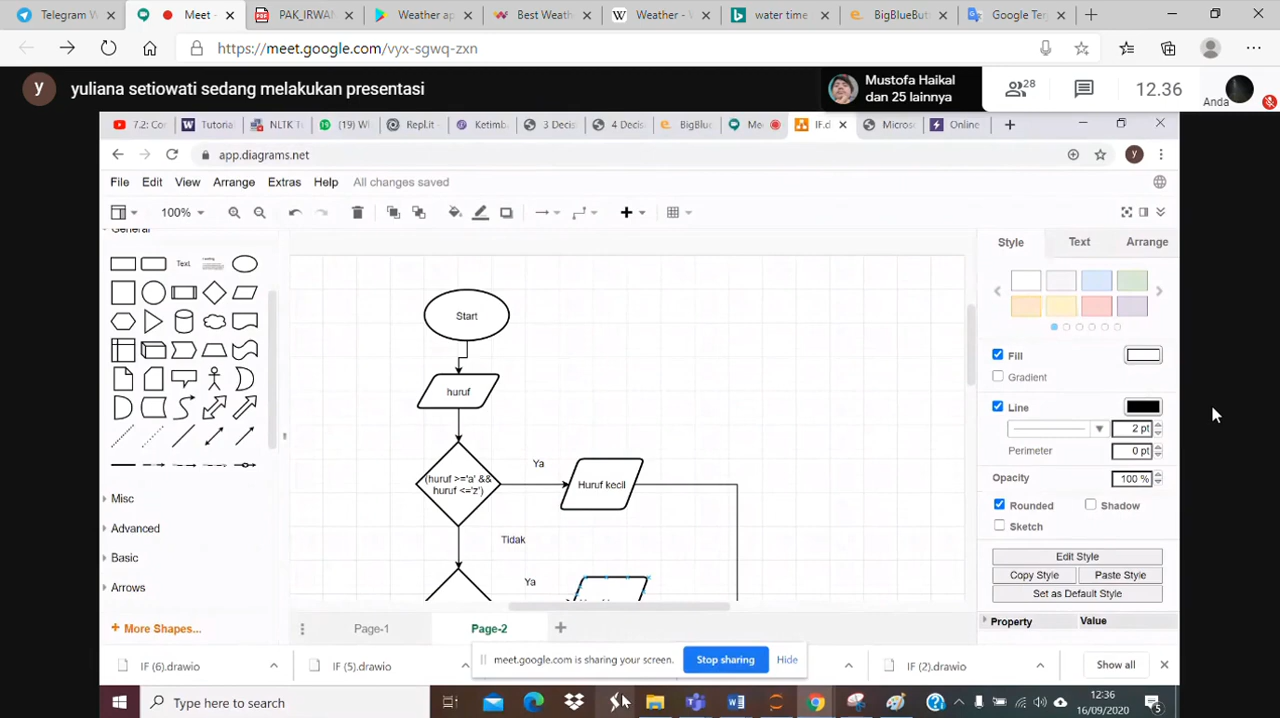 Telegram W
Meet -
PAK_IRWAN
Weather ap
Best Weath
Weather - W
water time
BigBlueBut
Google Ter
https://meet.google.com/vyx-sgwq-zxn
y
yuliana setiowati sedang melakukan presentasi
Mustofa Haikal
dan 25 lainnya
28
12.36
Anda
7.2: Cor
Tutorial
NLTK T
(19) W
Repl.it
Ketimb
3 Decis
4 Decis
BigBlu
Me
IF.d
Micros
Online
app.diagrams.net
y
File
Edit
View
Arrange
Extras
Help
All changes saved
100%
General
Text
Heading
Misc
Advanced
Basic
Arrows
+ More Shapes...
Start
huruf
(huruf >='a' &&
huruf <='z')
Ya
Huruf kecil
TIdak
Ya
Style
Text
Arrange
Fill
Gradient
Line
2 pt
Perimeter
0 pt
Opacity
100 %
Rounded
Shadow
Sketch
Edit Style
Copy Style
Paste Style
Set as Default Style
Property
Value
Page-1
Page-2
IF (6).drawio
IF (5).drawio
meet.google.com is sharing your screen.
Stop sharing
Hide
IF (2).drawio
Show all
Type here to search
12:36
16/09/2020
5